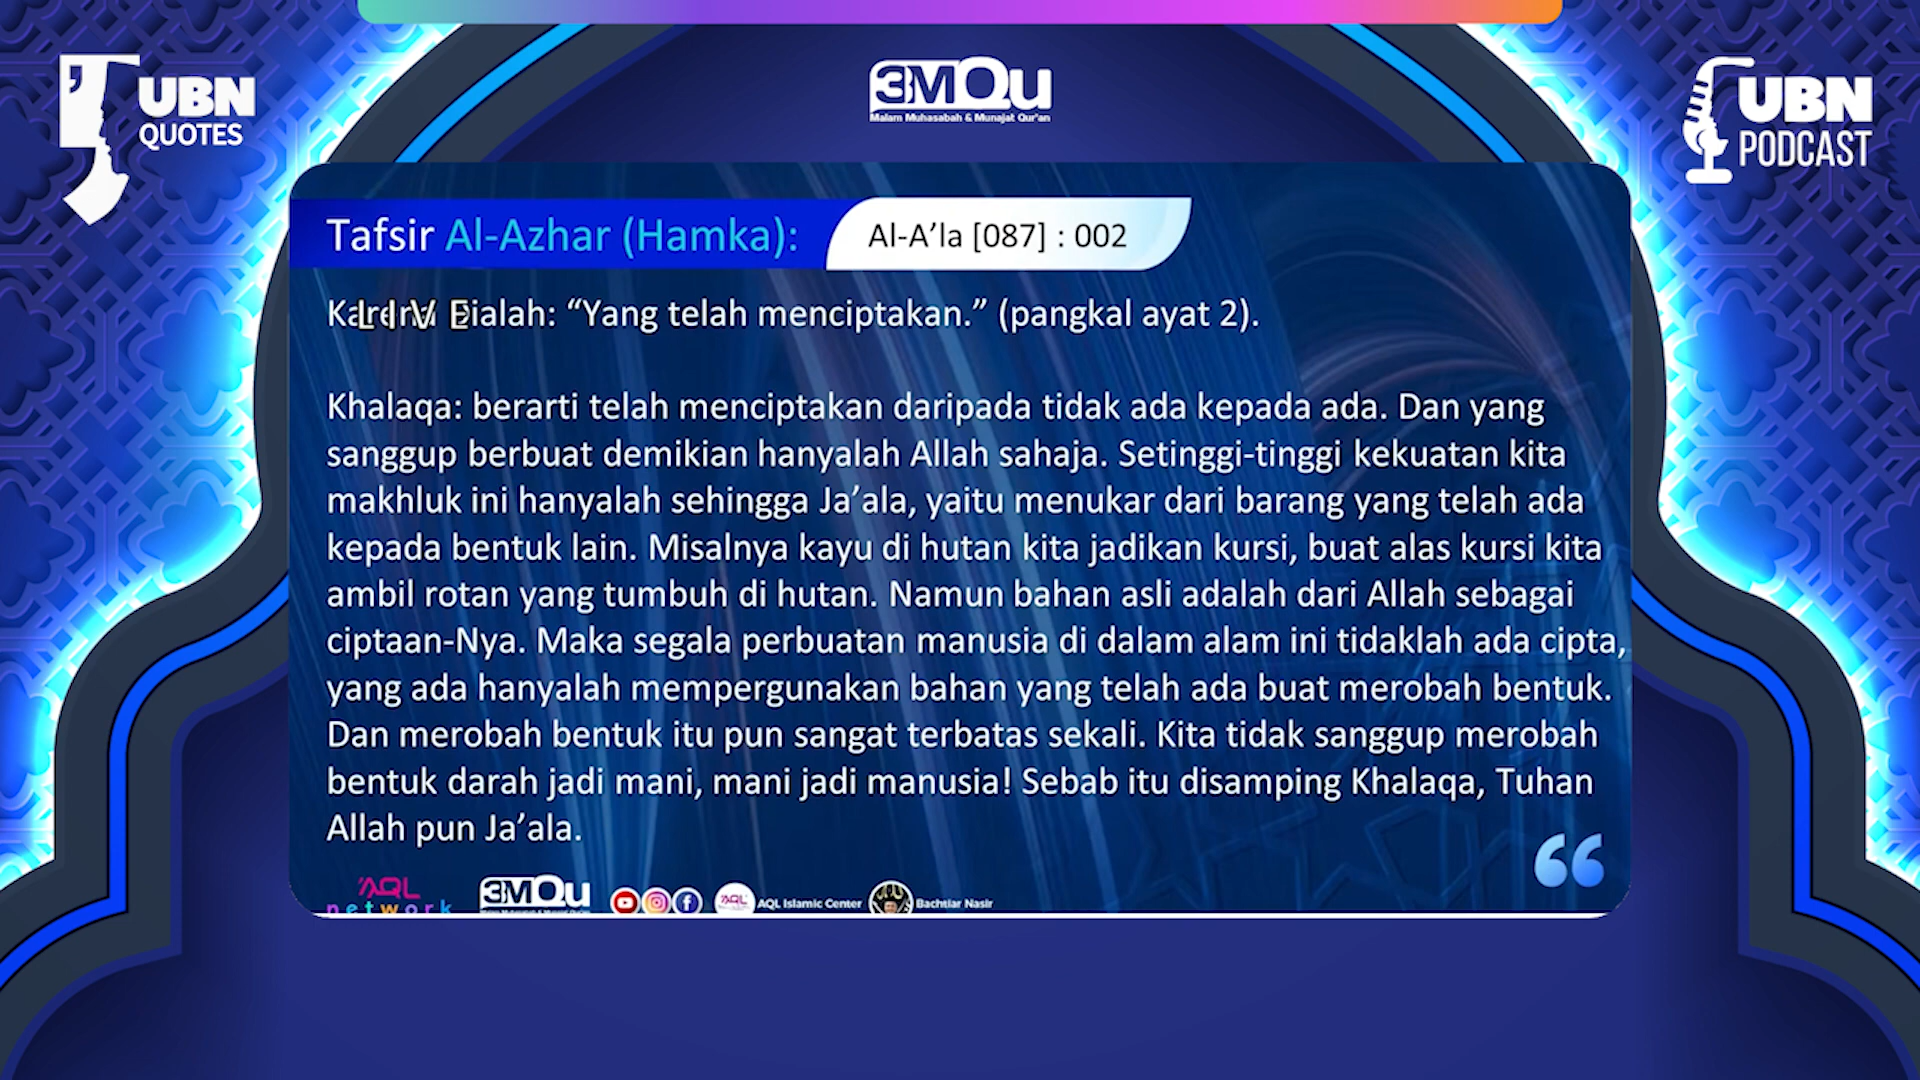 UBN
QUOTES
3MQu
Malam Muhasabah & Munajat Qur'an
UBN
PODCAST
Tafsir Al-Azhar (Hamka): Al-A’la [087] : 002
LIVE
Karena Dialah: “Yang telah menciptakan.” (pangkal ayat 2).
Khalaqa: berarti telah menciptakan daripada tidak ada kepada ada. Dan yang
sanggup berbuat demikian hanyalah Allah sahaja. Setinggi-tinggi kekuatan kita
makhluk ini hanyalah sehingga Ja’ala, yaitu menukar dari barang yang telah ada
kepada bentuk lain. Misalnya kayu di hutan kita jadikan kursi, buat alas kursi kita
ambil rotan yang tumbuh di hutan. Namun bahan asli adalah dari Allah sebagai
ciptaan-Nya. Maka segala perbuatan manusia di dalam alam ini tidaklah ada cipta,
yang ada hanyalah mempergunakan bahan yang telah ada buat merobah bentuk.
Dan merobah bentuk itu pun sangat terbatas sekali. Kita tidak sanggup merobah
bentuk darah jadi mani, mani jadi manusia! Sebab itu disamping Khalaqa, Tuhan
Allah pun Ja’ala.
AQL
network
3MQu
AQL
AQL Islamic Center
Bachtiar Nasir